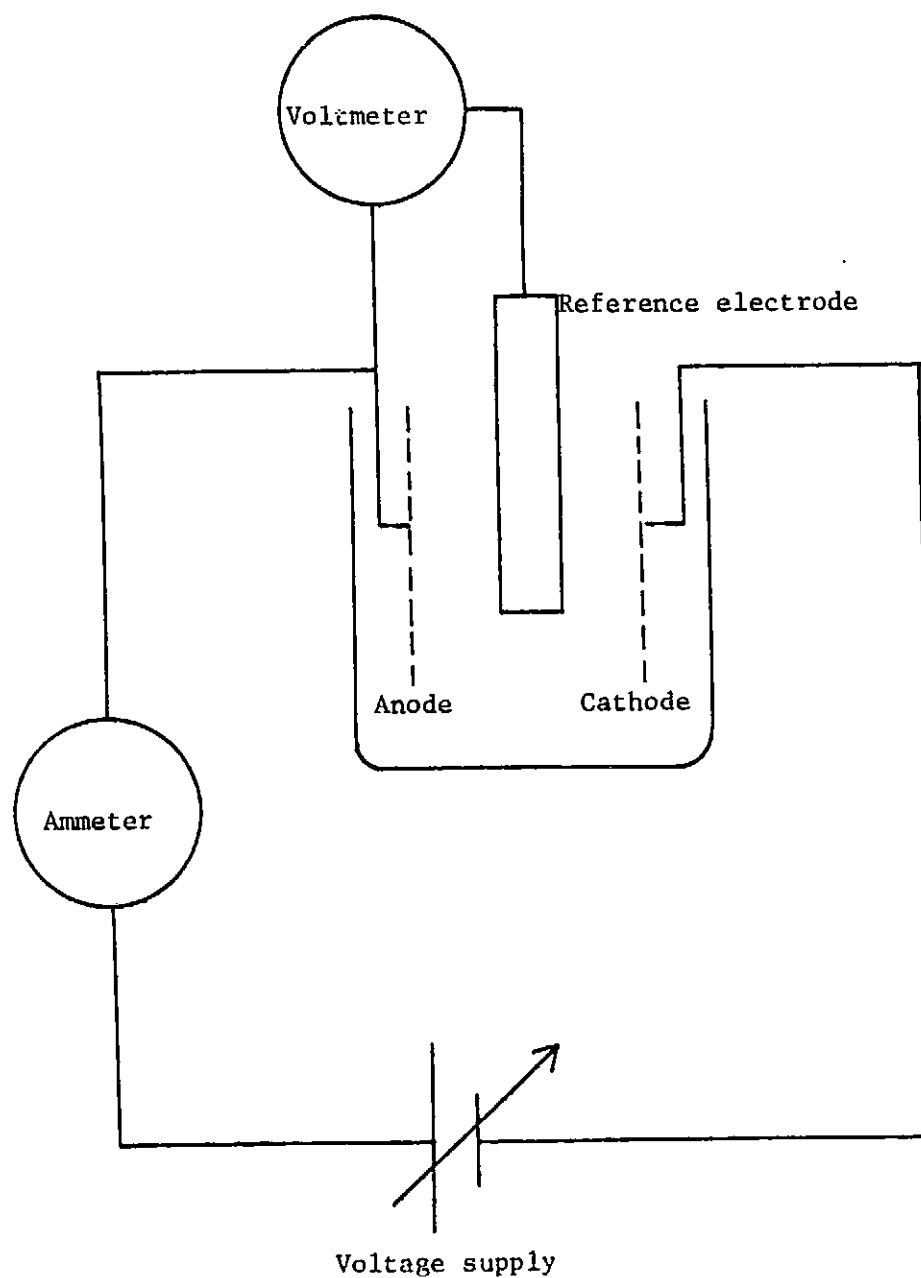 Voltmeter
Reference electrode
Anode
Cathode
Ammeter
Voltage supply